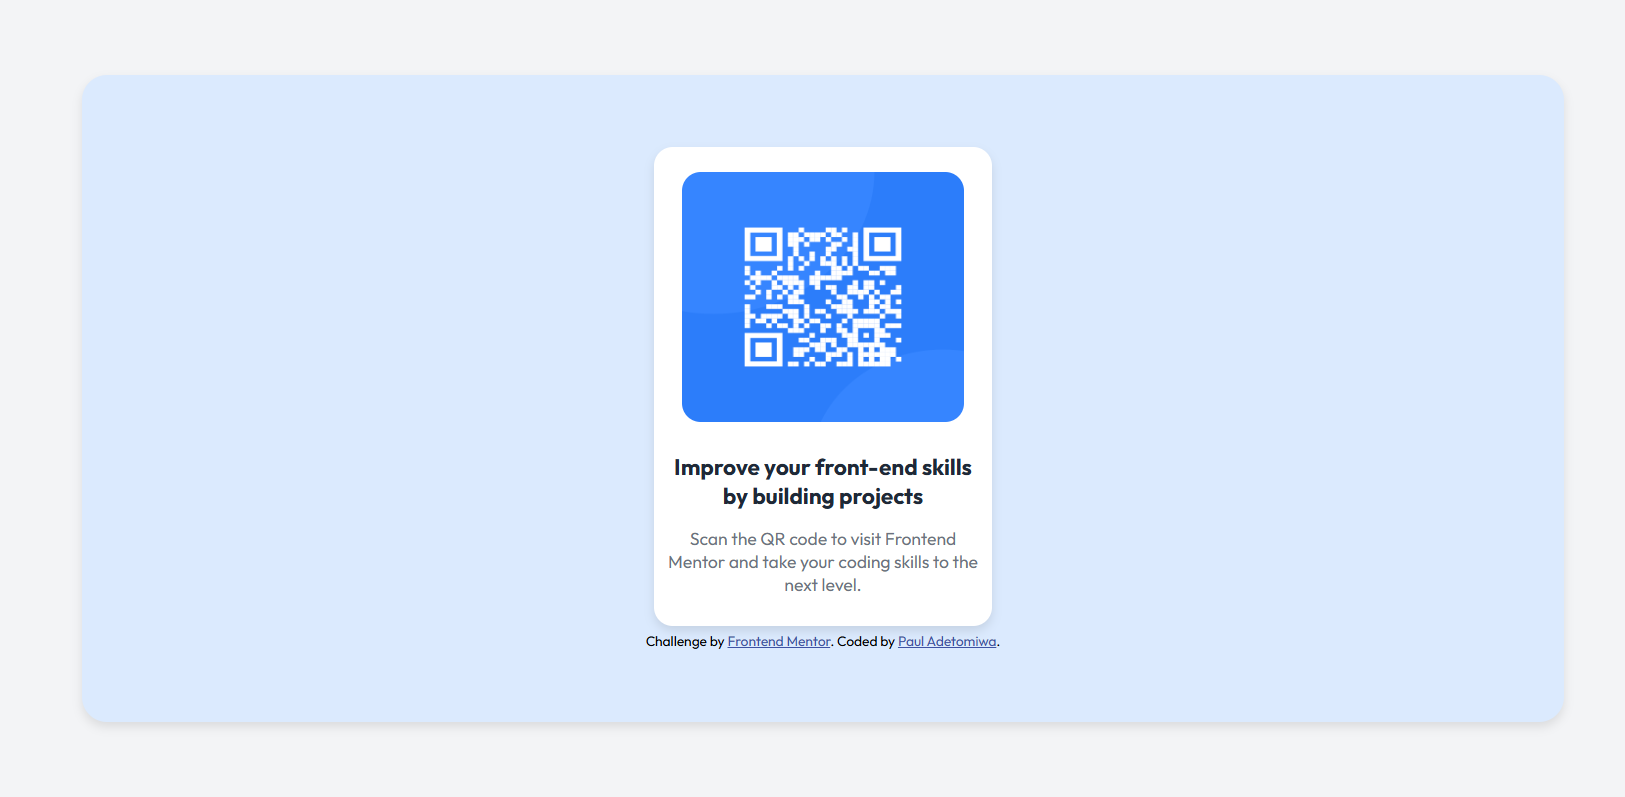 Improve your front-end skills
by building projects
Scan the QR code to visit Frontend
Mentor and take your coding skills to the
next level.
Challenge by Frontend Mentor. Coded by Paul Adetomiwa.